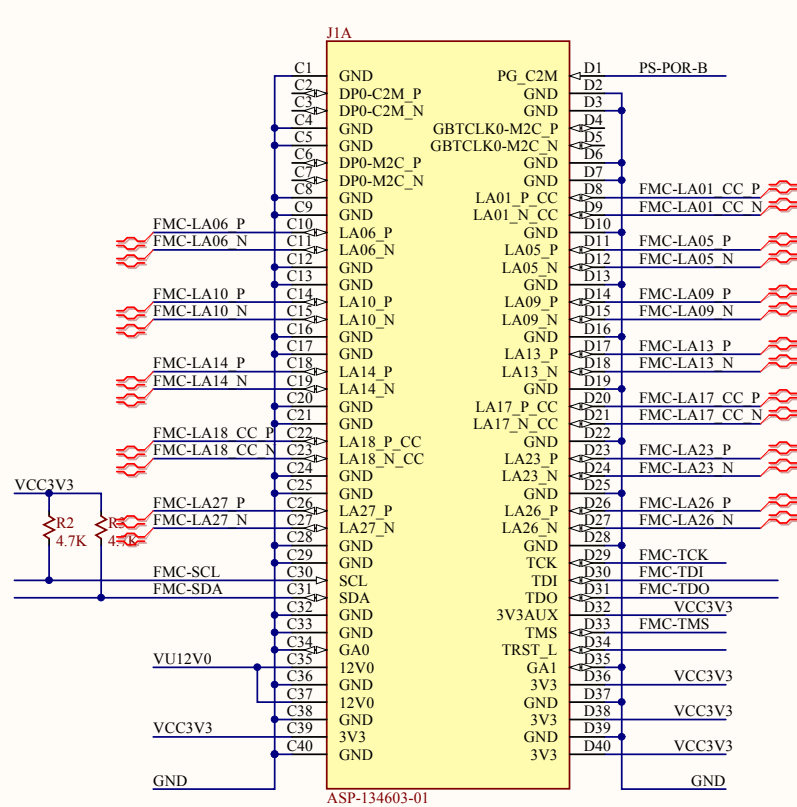 J1A
C1 GND PG_C2M D1 PS-POR-B
C2 DP0-C2M_P GND D2
C3 DP0-C2M_N GND D3
C4 GND GBTCLK0-M2C_P D4
C5 GND GBTCLK0-M2C_N D5
C6 DP0-M2C_P GND D6
C7 DP0-M2C_N GND D7
C8 GND LA01_P_CC D8 FMC-LA01_CC_P
C9 GND LA01_N_CC D9 FMC-LA01_CC_N
FMC-LA06_P C10 LA06_P GND D10
FMC-LA06_N C11 LA06_N LA05_P D11 FMC-LA05_P
C12 GND LA05_N D12 FMC-LA05_N
C13 GND GND D13
FMC-LA10_P C14 LA10_P LA09_P D14 FMC-LA09_P
FMC-LA10_N C15 LA10_N LA09_N D15 FMC-LA09_N
C16 GND GND D16
C17 GND LA13_P D17 FMC-LA13_P
FMC-LA14_P C18 LA14_P LA13_N D18 FMC-LA13_N
FMC-LA14_N C19 LA14_N GND D19
C20 GND LA17_P_CC D20 FMC-LA17_CC_P
C21 GND LA17_N_CC D21 FMC-LA17_CC_N
FMC-LA18_CC_P C22 LA18_P_CC GND D22
FMC-LA18_CC_N C23 LA18_N_CC LA23_P D23 FMC-LA23_P
C24 GND LA23_N D24 FMC-LA23_N
VCC3V3 C25 GND GND D25
FMC-LA27_P C26 LA27_P LA26_P D26 FMC-LA26_P
R2 FMC-LA27_N C27 LA27_N LA26_N D27 FMC-LA26_N
4.7K 4.7K C28 GND GND D28
C29 GND TCK D29 FMC-TCK
FMC-SCL C30 SCL TDI D30 FMC-TDI
FMC-SDA C31 SDA TDO D31 FMC-TDO
C32 GND 3V3AUX D32 VCC3V3
C33 GND TMS D33 FMC-TMS
C34 GA0 TRST_L D34
VU12V0 C35 12V0 GA1 D35
C36 GND 3V3 D36 VCC3V3
C37 12V0 GND D37
C38 GND 3V3 D38 VCC3V3
VCC3V3 C39 3V3 GND D39
C40 GND 3V3 D40 VCC3V3
GND GND
ASP-134603-01